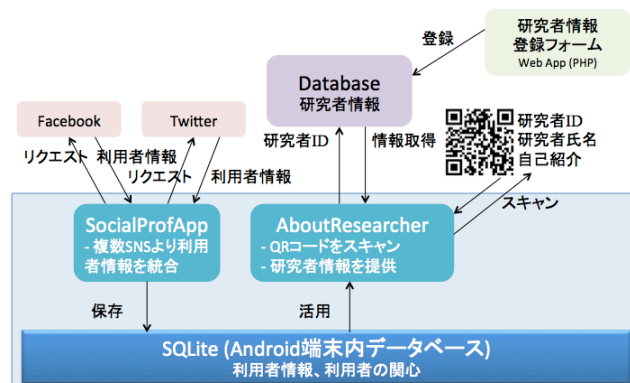 研究者情報
登録フォーム
Web App (PHP)
登録
Database
研究者情報
Facebook
Twitter
研究者ID
研究者氏名
自己紹介
研究者ID
情報取得
リクエスト
利用者情報
リクエスト
利用者情報
スキャン
SocialProfApp
- 複数SNSより利用
者情報を統合
AboutResearcher
- QRコードをスキャン
- 研究者情報を提供
保存
活用
SQLite (Android端末内データベース)
利用者情報、利用者の関心